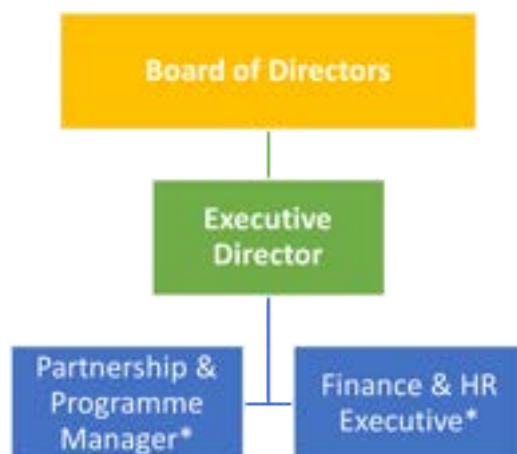 Board of Directors
Executive
Director
Partnership &
Programme
Manager*
Finance & HR
Executive*